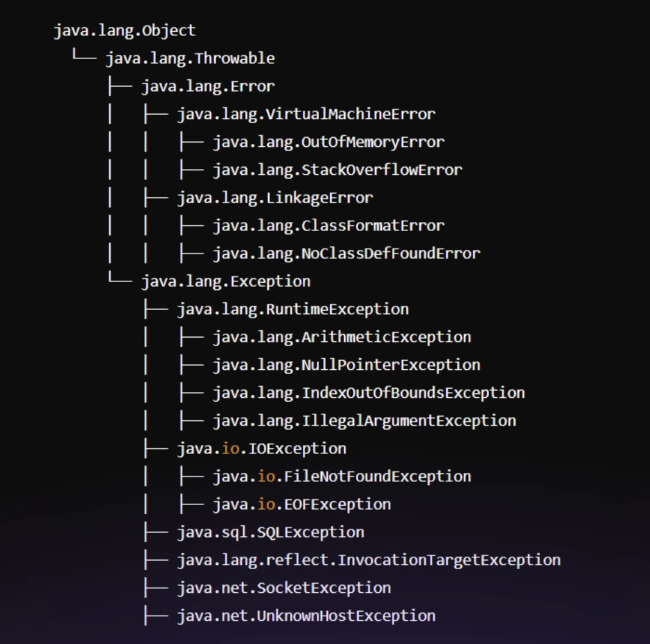 java.lang.Object
└── java.lang.Throwable
├── java.lang.Error
│ ├── java.lang.VirtualMachineError
│ │ ├── java.lang.OutOfMemoryError
│ │ ├── java.lang.StackOverflowError
│ ├── java.lang.LinkageError
│ │ ├── java.lang.ClassFormatError
│ │ ├── java.lang.NoClassDefFoundError
└── java.lang.Exception
├── java.lang.RuntimeException
│ ├── java.lang.ArithmeticException
│ ├── java.lang.NullPointerException
│ ├── java.lang.IndexOutOfBoundsException
│ ├── java.lang.IllegalArgumentException
├── java.io.IOException
│ ├── java.io.FileNotFoundException
│ ├── java.io.EOFException
├── java.sql.SQLException
├── java.lang.reflect.InvocationTargetException
├── java.net.SocketException
├── java.net.UnknownHostException